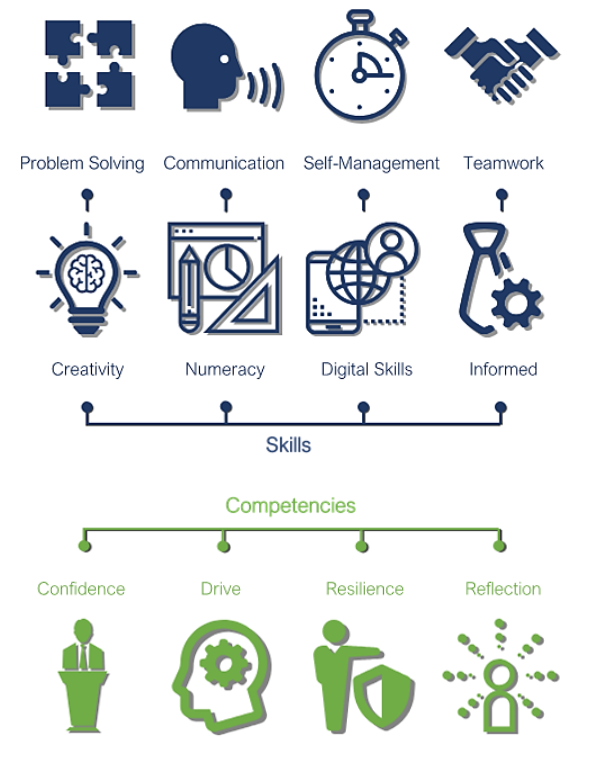 Problem Solving
Communication
Self-Management
Teamwork
Creativity
Numeracy
Digital Skills
Informed
Skills
Competencies
Confidence
Drive
Resilience
Reflection